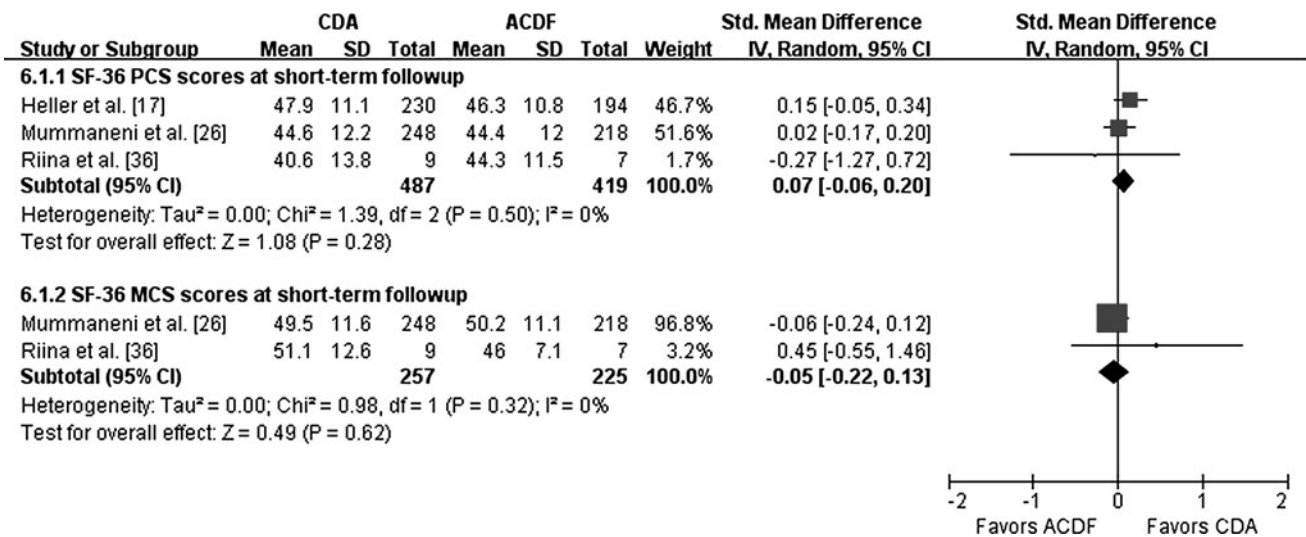 CDA ACDF Std. Mean Difference Std. Mean Difference
Study or Subgroup Mean SD Total Mean SD Total Weight IV, Random, 95% CI IV, Random, 95% CI
6.1.1 SF-36 PCS scores at short-term followup
Heller et al. [17] 47.9 11.1 230 46.3 10.8 194 46.7% 0.15 [-0.05, 0.34]
Mummaneni et al. [26] 44.6 12.2 248 44.4 12 218 51.6% 0.02 [-0.17, 0.20]
Riina et al. [36] 40.6 13.8 9 44.3 11.5 7 1.7% -0.27 [-1.27, 0.72]
Subtotal (95% CI) 487 419 100.0% 0.07 [-0.06, 0.20]
Heterogeneity: Tau² = 0.00; Chi² = 1.39, df = 2 (P = 0.50); I² = 0%
Test for overall effect: Z = 1.08 (P = 0.28)
6.1.2 SF-36 MCS scores at short-term followup
Mummaneni et al. [26] 49.5 11.6 248 50.2 11.1 218 96.8% -0.06 [-0.24, 0.12]
Riina et al. [36] 51.1 12.6 9 46 7.1 7 3.2% 0.45 [-0.55, 1.46]
Subtotal (95% CI) 257 225 100.0% -0.05 [-0.22, 0.13]
Heterogeneity: Tau² = 0.00; Chi² = 0.98, df = 1 (P = 0.32); I² = 0%
Test for overall effect: Z = 0.49 (P = 0.62)
-2 -1 0 1 2
Favors ACDF Favors CDA